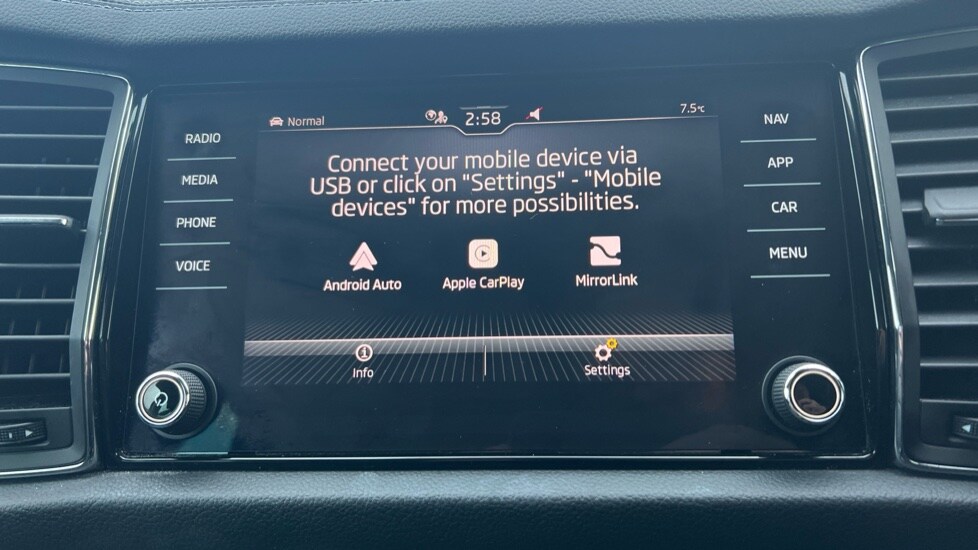 Normal
2:58
7.5°C
RADIO
MEDIA
PHONE
VOICE
Connect your mobile device via
USB or click on "Settings" - "Mobile
devices" for more possibilities.
Android Auto
Apple CarPlay
MirrorLink
Info
Settings
NAV
APP
CAR
MENU